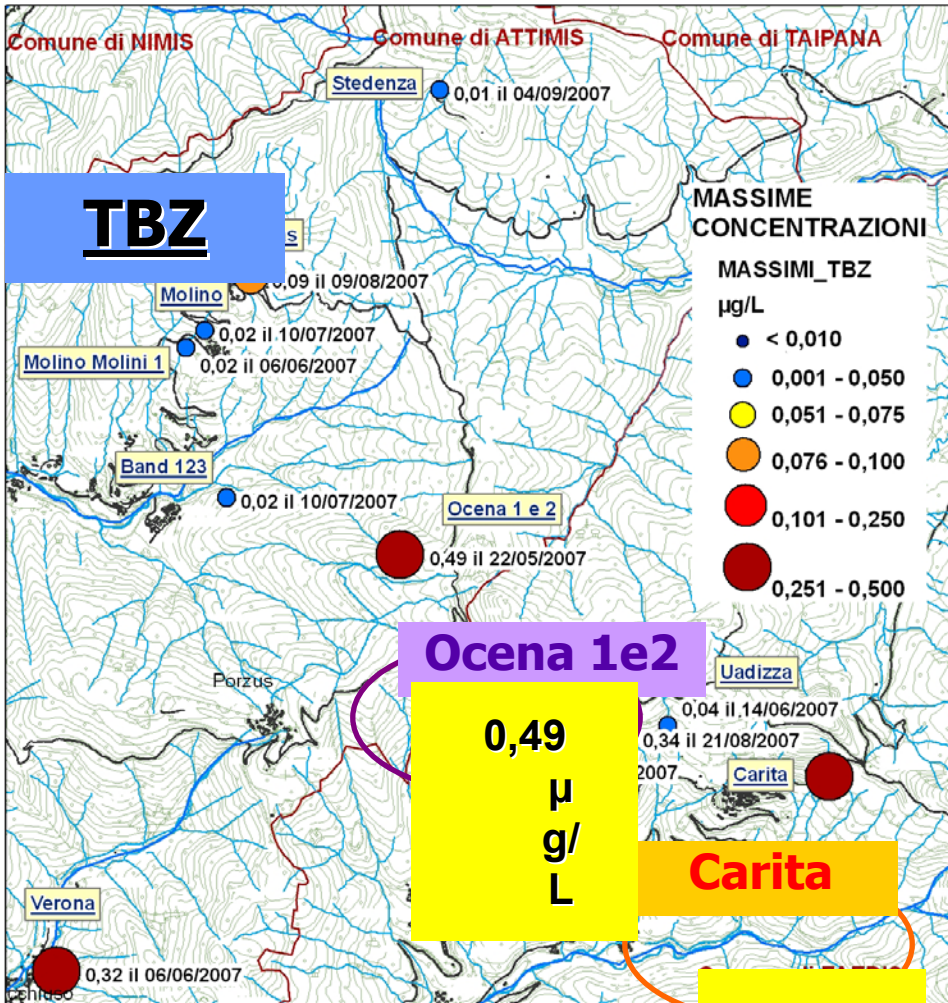 Comune di NIMIS
Comune di ATTIMIS
Comune di TAIPANA
Stedenza
0,01 il 04/09/2007
TBZ
s
0,09 il 09/08/2007
Molino
0,02 il 10/07/2007
Molino Molini 1
0,02 il 06/06/2007
MASSIME
CONCENTRAZIONI
MASSIMI_TBZ
µg/L
< 0,010
0,001 - 0,050
0,051 - 0,075
0,076 - 0,100
0,101 - 0,250
0,251 - 0,500
Band 123
0,02 il 10/07/2007
Ocena 1 e 2
0,49 il 22/05/2007
Ocena 1e2
0,49
µ
g/
L
Porzus
Uadizza
0,04 il 14/06/2007
0,34 il 21/08/2007
2007
Carita
Carita
Verona
0,32 il 06/06/2007